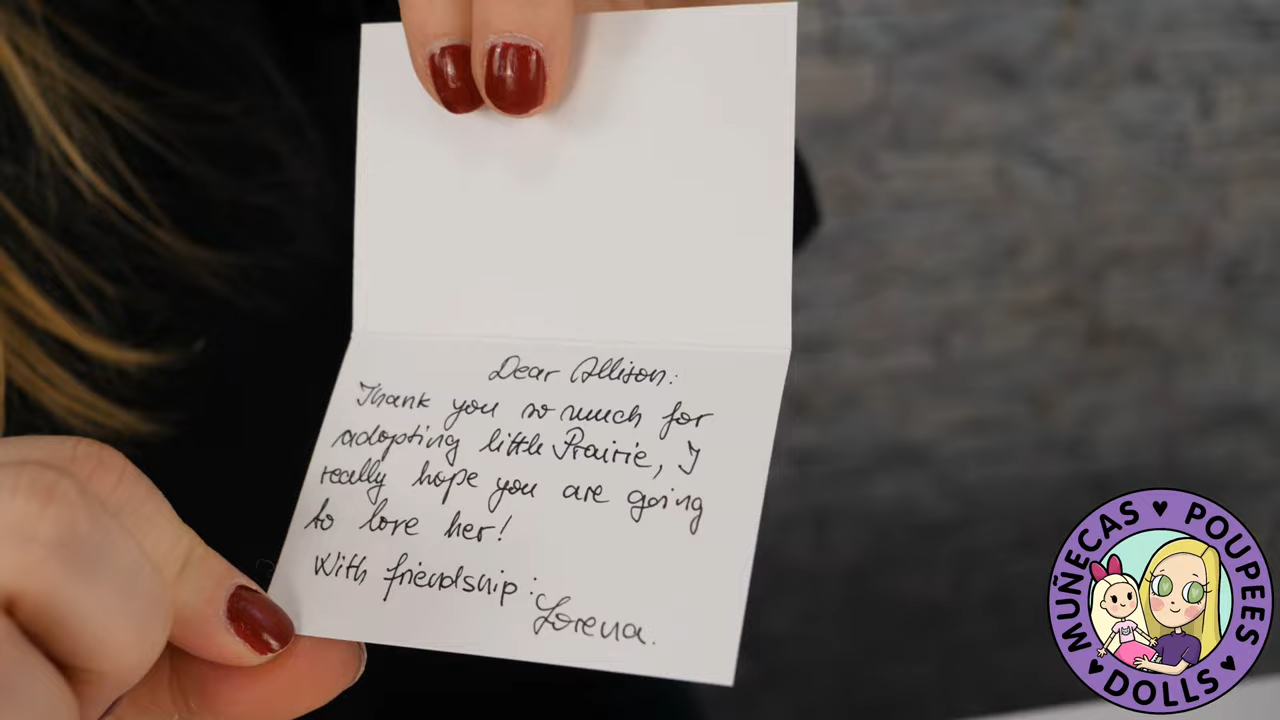 Dear Allison:
Thank you so much for
adopting little Prairie, I
really hope you are going
to love her!
With friendship:
Lorena.
MUÑECAS ♥ POUPEES ♥ DOLLS ♥